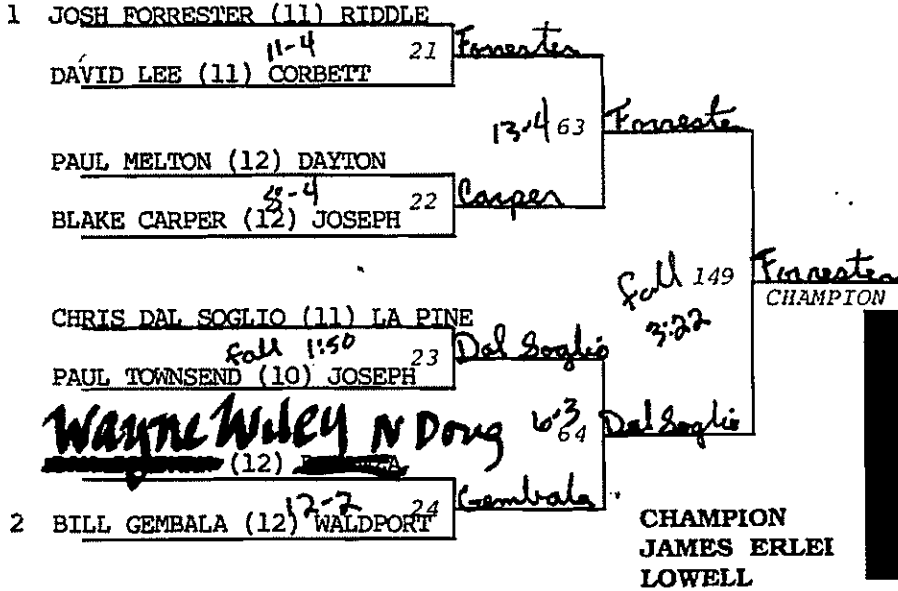 1 JOSH FORRESTER (11) RIDDLE
11-4 21 Forrester
DAVID LEE (11) CORBETT
13-4 63 Forrester
PAUL MELTON (12) DAYTON
8-4 22 Carper
BLAKE CARPER (12) JOSEPH
fall 149 Forrester
3:22 CHAMPION
CHRIS DAL SOGLIO (11) LA PINE
fall 1:50 23 Dal Soglio
PAUL TOWNSEND (10) JOSEPH
Wayne Wiley N Doug 6-3 64 Dal Soglio
(12)
12-2 24 Gembala
2 BILL GEMBALA (12) WALDPORT
CHAMPION
JAMES ERLEI
LOWELL